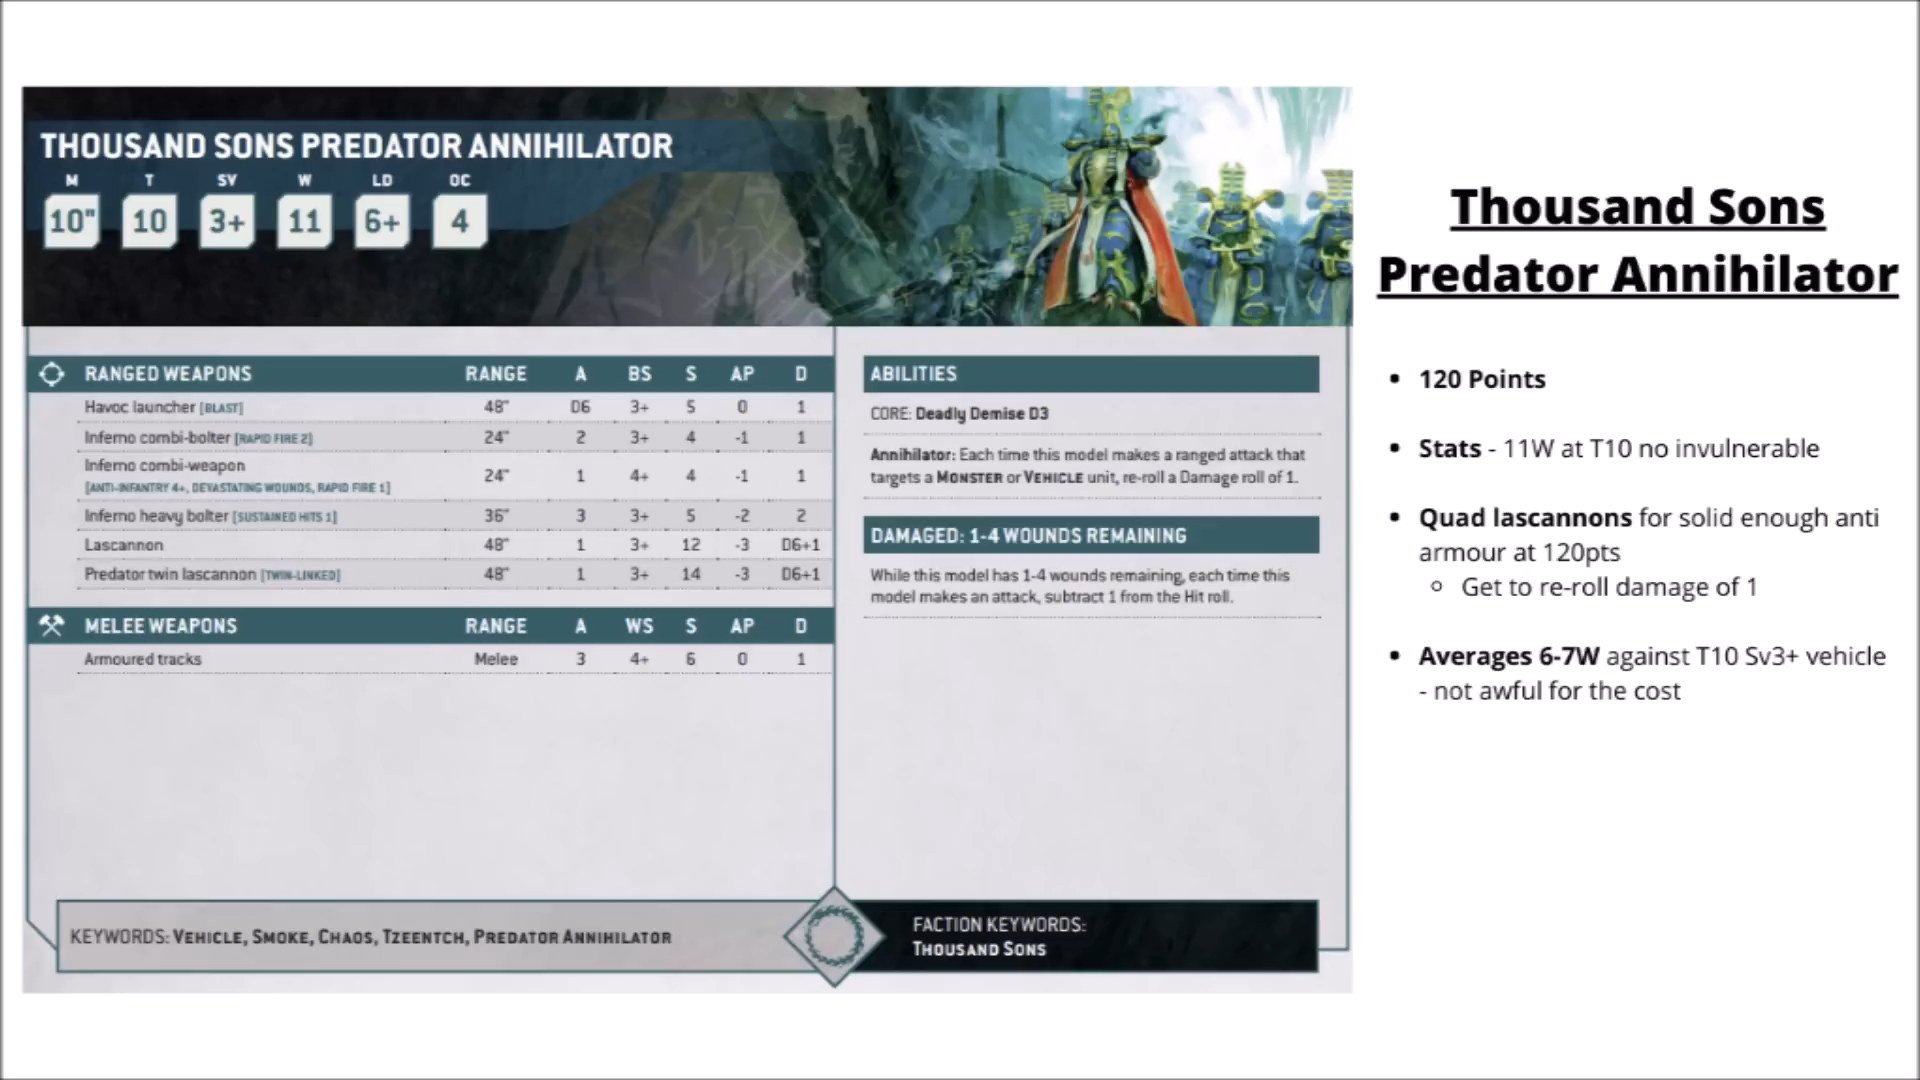 THOUSAND SONS PREDATOR ANNIHILATOR
M T SV W LD OC
10" 10 3+ 11 6+ 4
RANGED WEAPONS RANGE A BS S AP D
Havoc launcher [BLAST] 48" D6 3+ 5 0 1
Inferno combi-bolter [RAPID FIRE 2] 24" 2 3+ 4 -1 1
Inferno combi-weapon
[ANTI-INFANTRY 4+, DEVASTATING WOUNDS, RAPID FIRE 1] 24" 1 4+ 4 -1 1
Inferno heavy bolter [SUSTAINED HITS 1] 36" 3 3+ 5 -2 2
Lascannon 48" 1 3+ 12 -3 D6+1
Predator twin lascannon [TWIN-LINKED] 48" 1 3+ 14 -3 D6+1
MELEE WEAPONS RANGE A WS S AP D
Armoured tracks Melee 3 4+ 6 0 1
ABILITIES
CORE: Deadly Demise D3
Annihilator: Each time this model makes a ranged attack that
targets a MONSTER or VEHICLE unit, re-roll a Damage roll of 1.
DAMAGED: 1-4 WOUNDS REMAINING
While this model has 1-4 wounds remaining, each time this
model makes an attack, subtract 1 from the Hit roll.
KEYWORDS: VEHICLE, SMOKE, CHAOS, TZEENTCH, PREDATOR ANNIHILATOR
FACTION KEYWORDS:
THOUSAND SONS
Thousand Sons
Predator Annihilator
• 120 Points
• Stats - 11W at T10 no invulnerable
• Quad lascannons for solid enough anti
armour at 120pts
◦ Get to re-roll damage of 1
• Averages 6-7W against T10 Sv3+ vehicle
- not awful for the cost